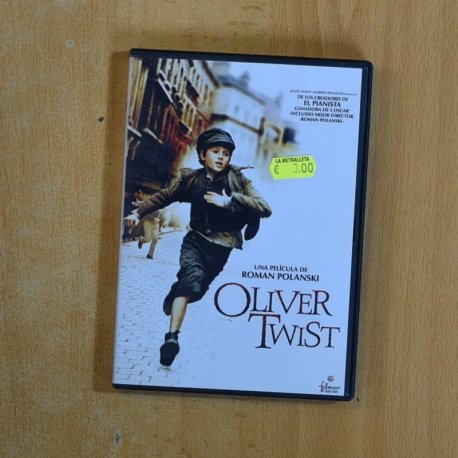 DE LOS CREADORES DE
EL PIANISTA
GANADORA DE 3 OSCAR
INCLUIDO MEJOR DIRECTOR
-ROMAN POLANSKI-
LA METRALLETA
€ 3.00
UNA PELÍCULA DE
ROMAN POLANSKI
OLIVER
TWIST
filmax